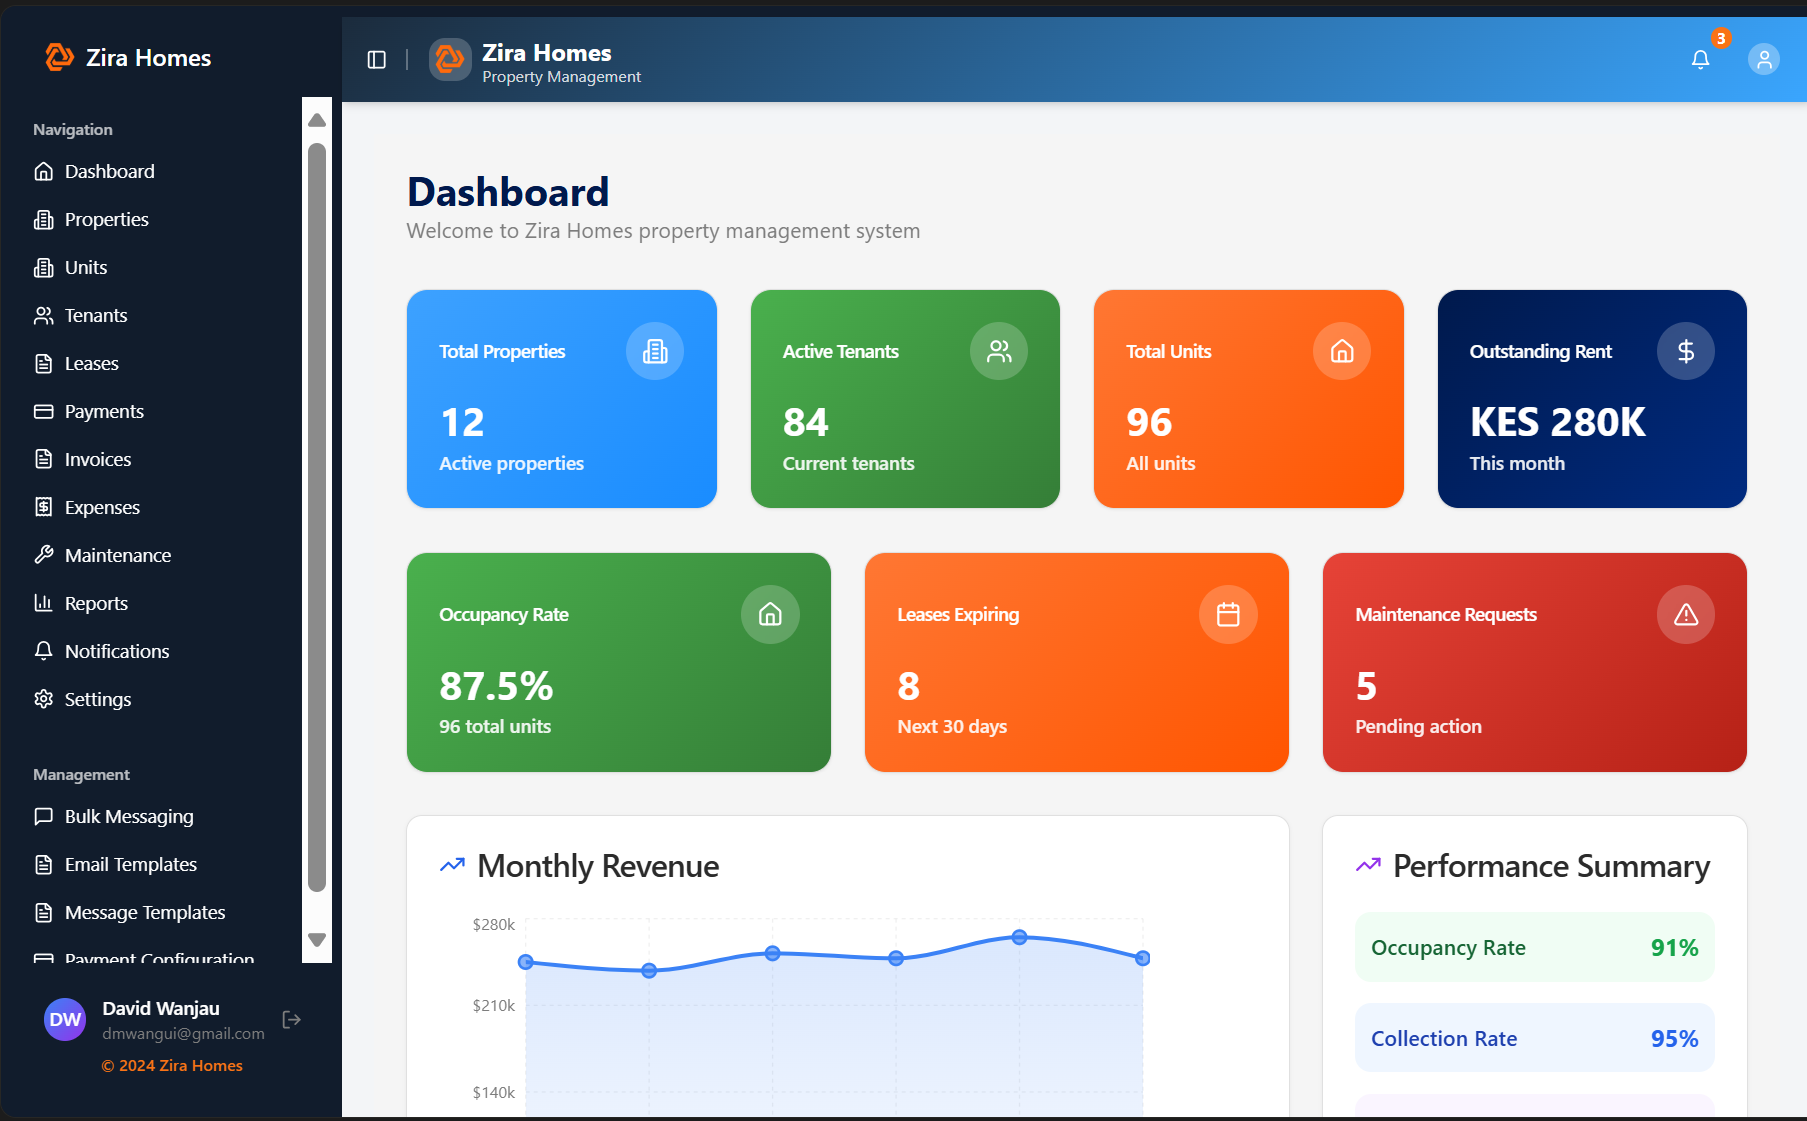 Zira Homes
Navigation
Dashboard
Properties
Units
Tenants
Leases
Payments
Invoices
Expenses
Maintenance
Reports
Notifications
Settings
Management
Bulk Messaging
Email Templates
Message Templates
Payment Configuration
DW
David Wanjau
dmwangui@gmail.com
© 2024 Zira Homes
Zira Homes
Property Management
3
Dashboard
Welcome to Zira Homes property management system
Total Properties
12
Active properties
Active Tenants
84
Current tenants
Total Units
96
All units
Outstanding Rent
$
KES 280K
This month
Occupancy Rate
87.5%
96 total units
Leases Expiring
8
Next 30 days
Maintenance Requests
5
Pending action
Monthly Revenue
$280k
$210k
$140k
Performance Summary
Occupancy Rate 91%
Collection Rate 95%